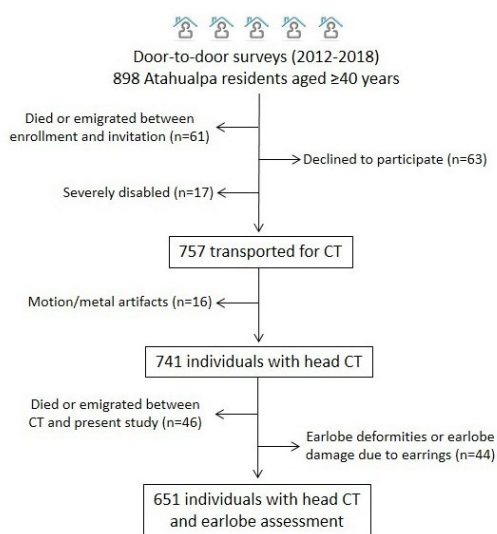 Door-to-door surveys (2012-2018)
898 Atahualpa residents aged ≥40 years
Died or emigrated between
enrollment and invitation (n=61)
Declined to participate (n=63)
Severely disabled (n=17)
757 transported for CT
Motion/metal artifacts (n=16)
741 individuals with head CT
Died or emigrated between
CT and present study (n=46)
Earlobe deformities or earlobe
damage due to earrings (n=44)
651 individuals with head CT
and earlobe assessment